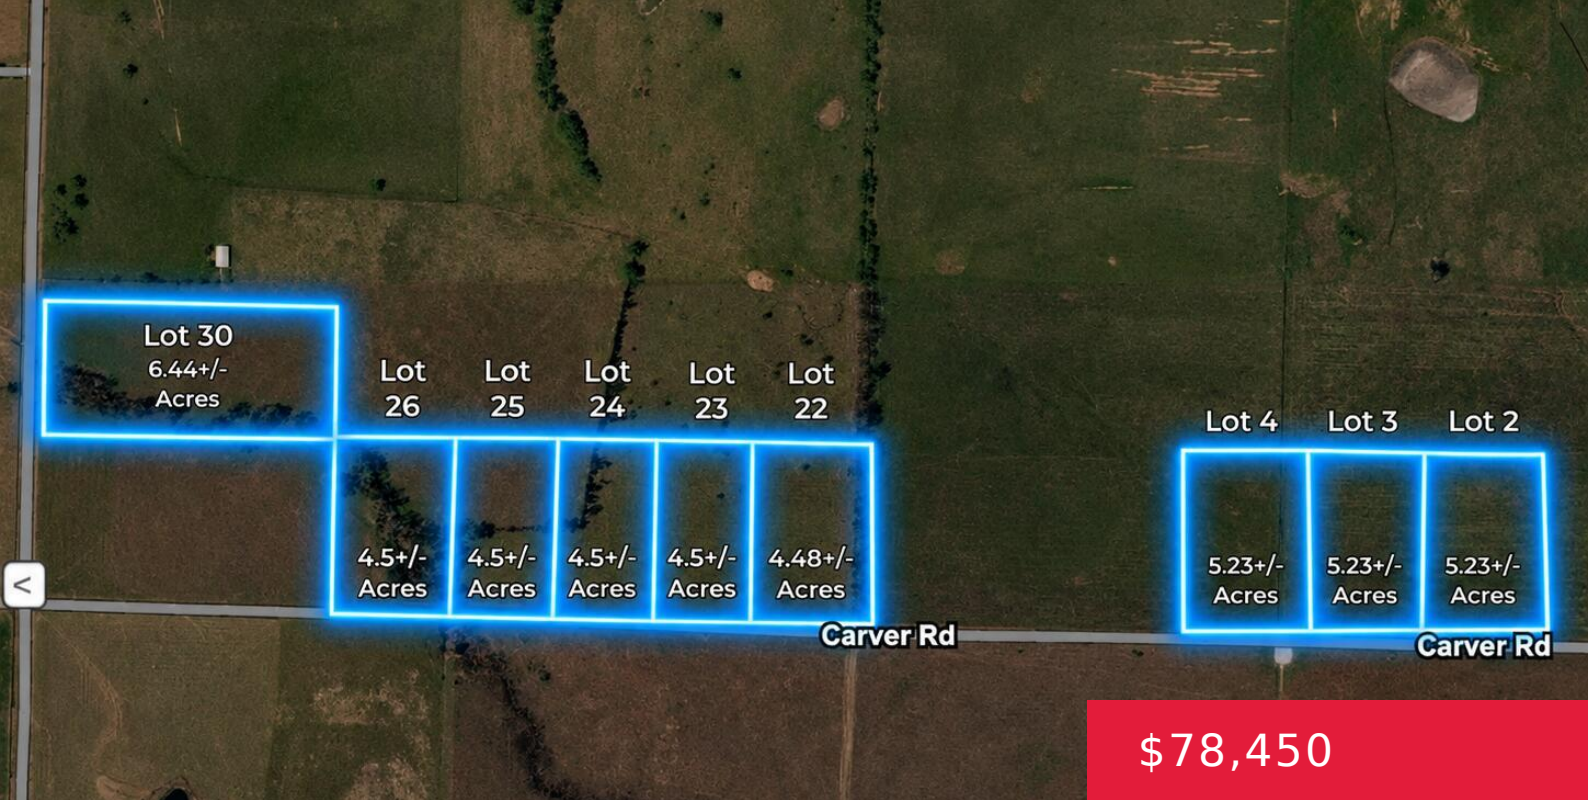 Lot 30
6.44+/-
Acres
Lot
26
Lot
25
Lot
24
Lot
23
Lot
22
Lot 4
Lot 3
Lot 2
4.5+/-
Acres
4.5+/-
Acres
4.5+/-
Acres
4.5+/-
Acres
4.48+/-
Acres
5.23+/-
Acres
5.23+/-
Acres
5.23+/-
Acres
<
Carver Rd
Carver Rd
$78,450